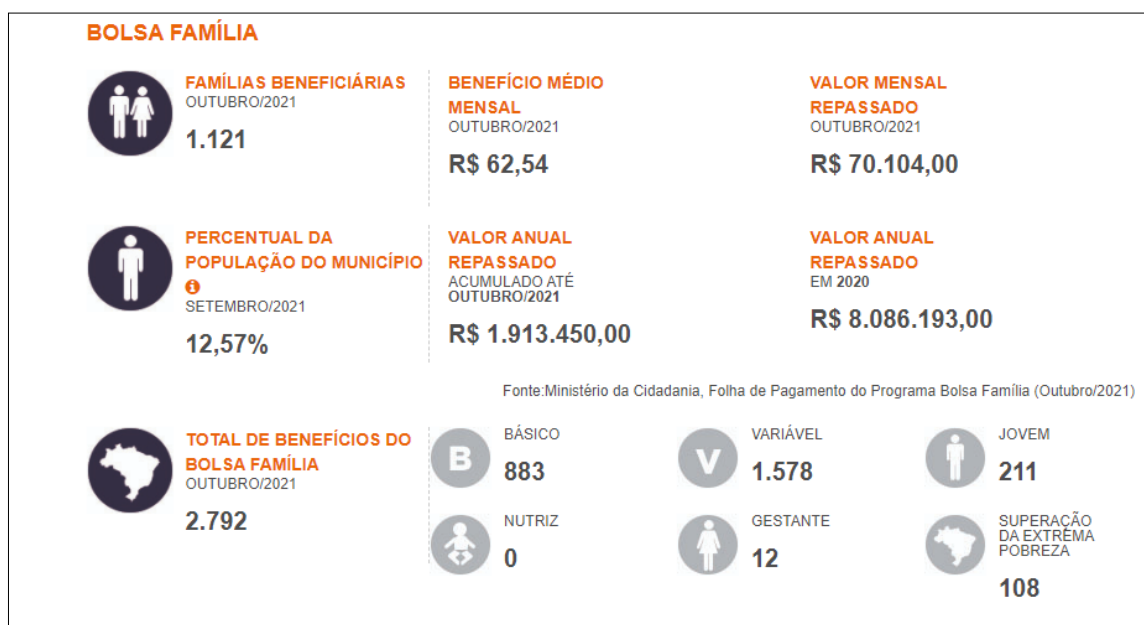 BOLSA FAMÍLIA
FAMÍLIAS BENEFICIÁRIAS
OUTUBRO/2021
1.121
BENEFÍCIO MÉDIO
MENSAL
OUTUBRO/2021
R$ 62,54
VALOR MENSAL
REPASSADO
OUTUBRO/2021
R$ 70.104,00
PERCENTUAL DA
POPULAÇÃO DO MUNICÍPIO
i
SETEMBRO/2021
12,57%
VALOR ANUAL
REPASSADO
ACUMULADO ATÉ
OUTUBRO/2021
R$ 1.913.450,00
VALOR ANUAL
REPASSADO
EM 2020
R$ 8.086.193,00
Fonte:Ministério da Cidadania, Folha de Pagamento do Programa Bolsa Família (Outubro/2021)
TOTAL DE BENEFÍCIOS DO
BOLSA FAMÍLIA
OUTUBRO/2021
2.792
B
BÁSICO
883
V
VARIÁVEL
1.578
JOVEM
211
NUTRIZ
0
GESTANTE
12
SUPERAÇÃO
DA EXTREMA
POBREZA
108